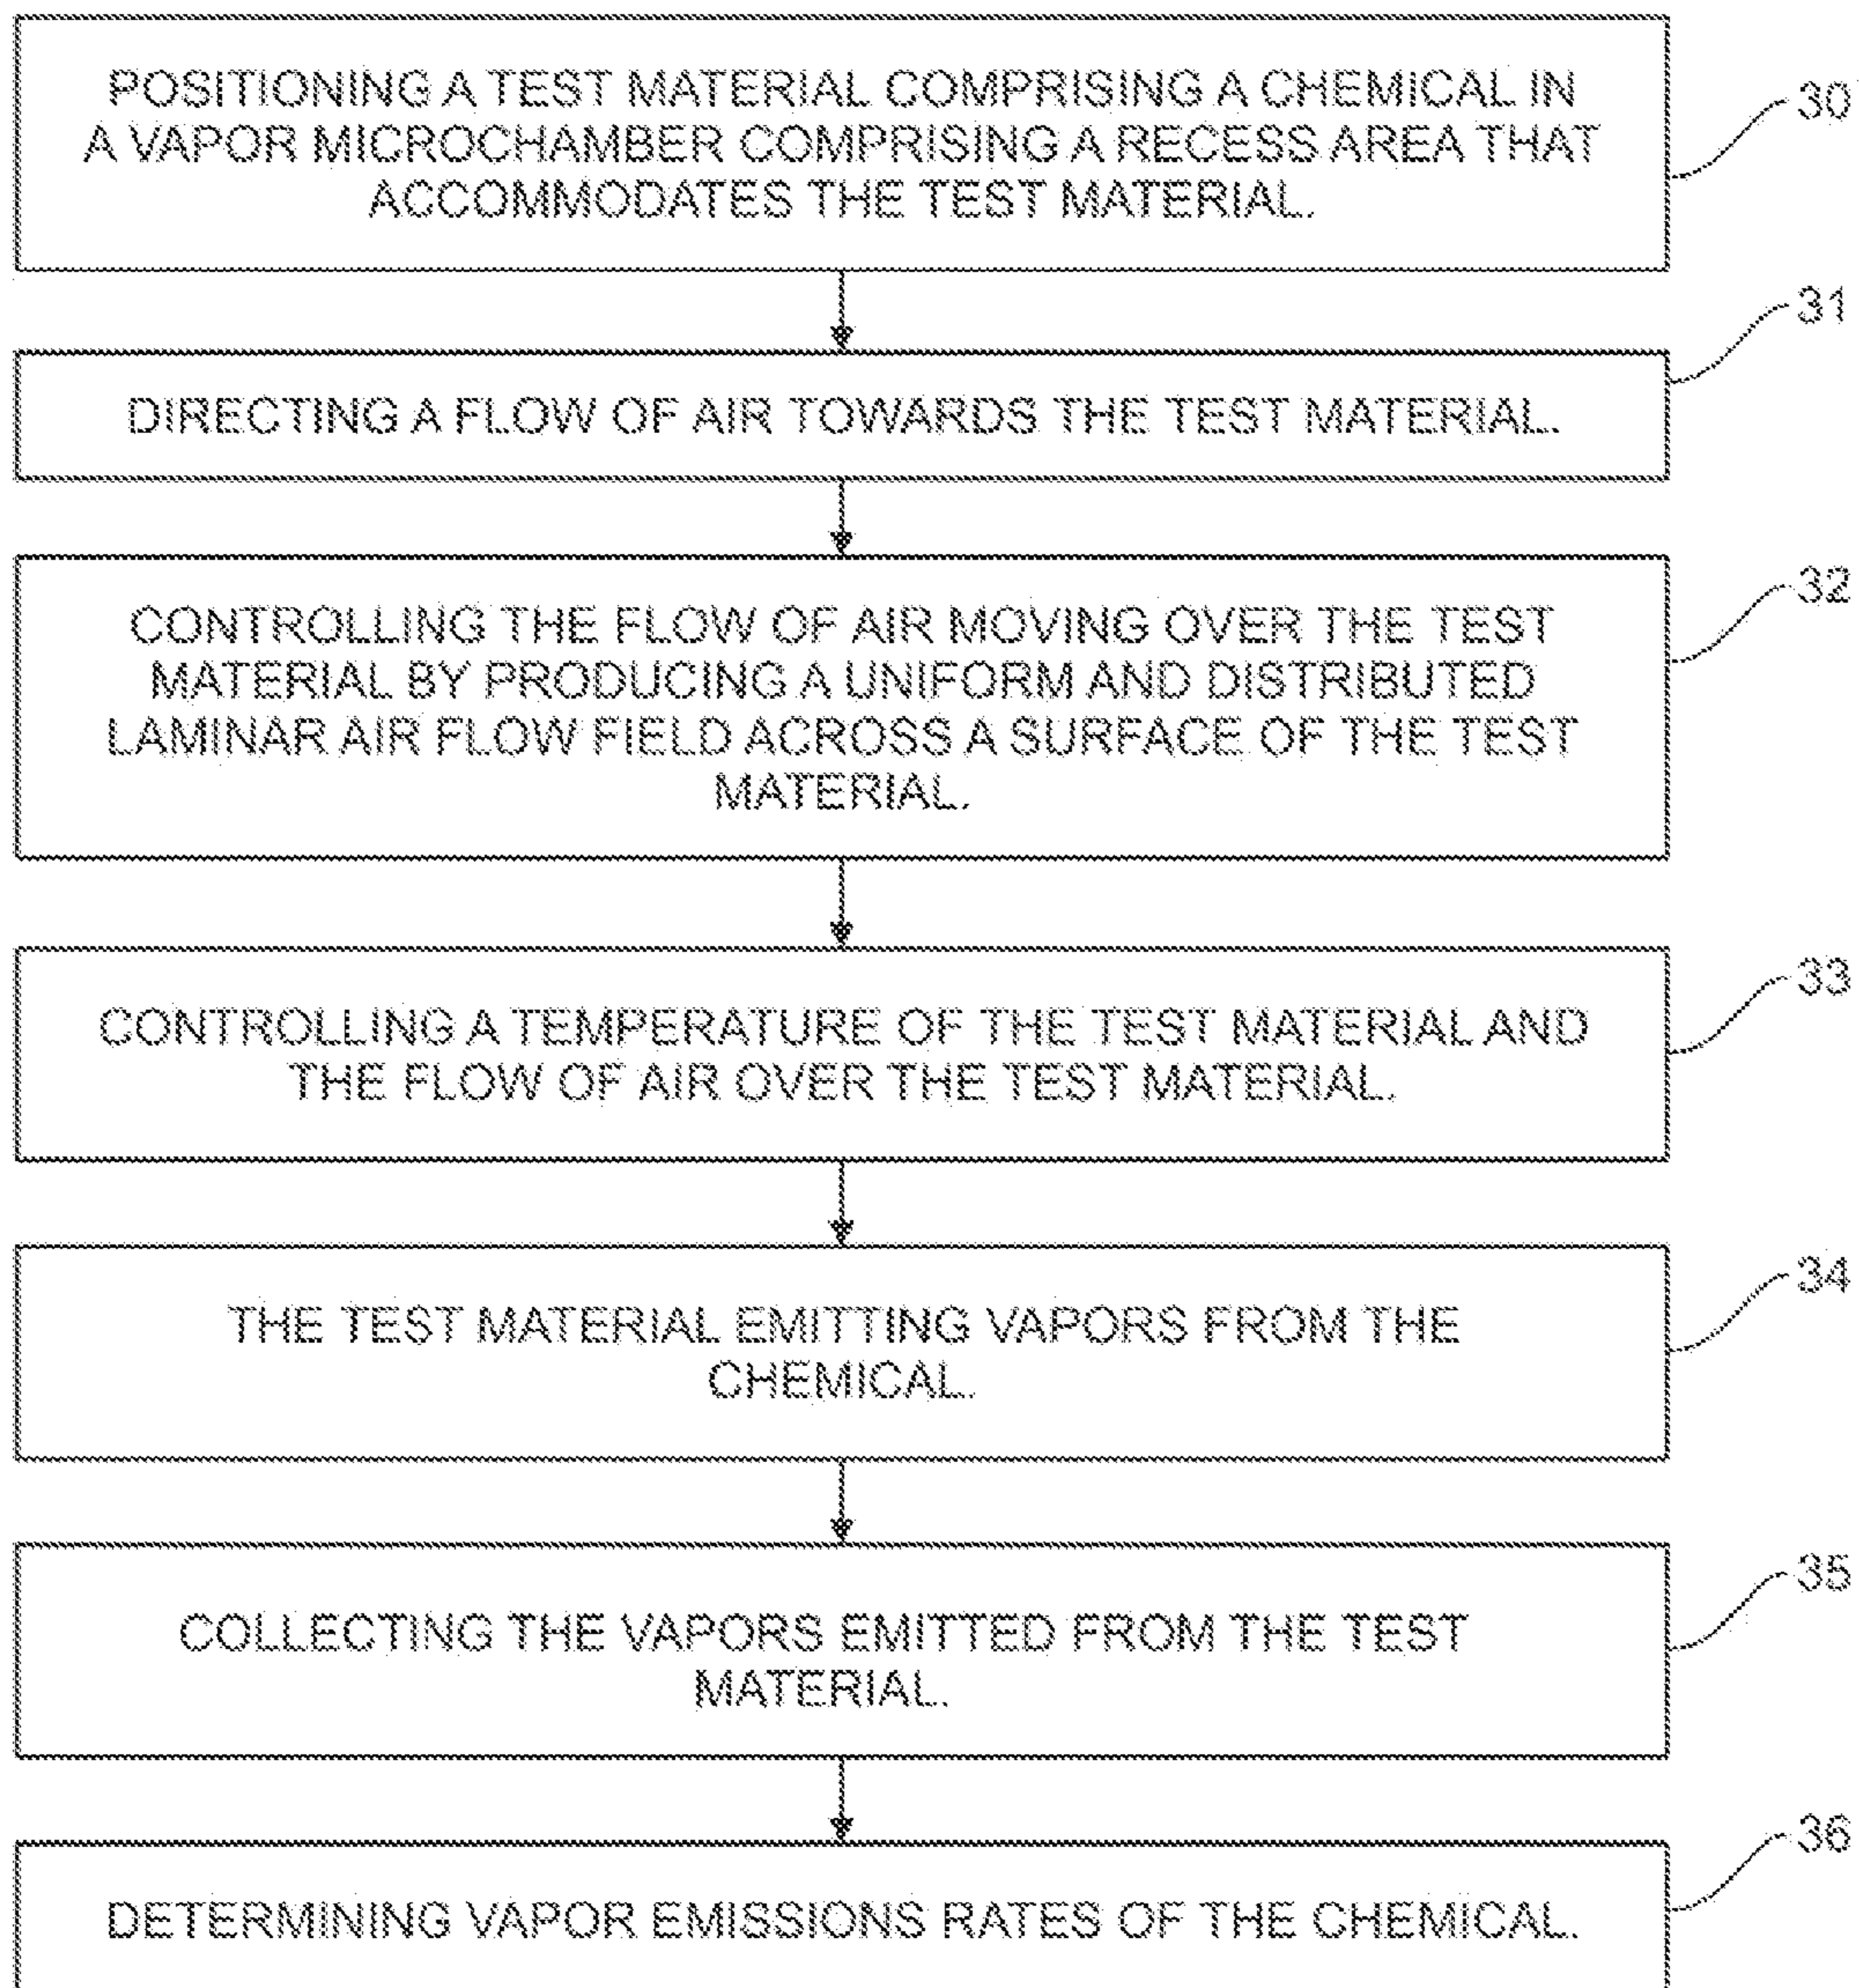 POSITIONING A TEST MATERIAL COMPRISING A CHEMICAL IN
A VAPOR MICROCHAMBER COMPRISING A RECESS AREA THAT
ACCOMMODATES THE TEST MATERIAL.
30
31
DIRECTING A FLOW OF AIR TOWARDS THE TEST MATERIAL.
32
CONTROLLING THE FLOW OF AIR MOVING OVER THE TEST
MATERIAL BY PRODUCING A UNIFORM AND DISTRIBUTED
LAMINAR AIR FLOW FIELD ACROSS A SURFACE OF THE TEST
MATERIAL.
33
CONTROLLING A TEMPERATURE OF THE TEST MATERIAL AND
THE FLOW OF AIR OVER THE TEST MATERIAL.
34
THE TEST MATERIAL EMITTING VAPORS FROM THE
CHEMICAL.
35
COLLECTING THE VAPORS EMITTED FROM THE TEST
MATERIAL.
36
DETERMINING VAPOR EMISSIONS RATES OF THE CHEMICAL.